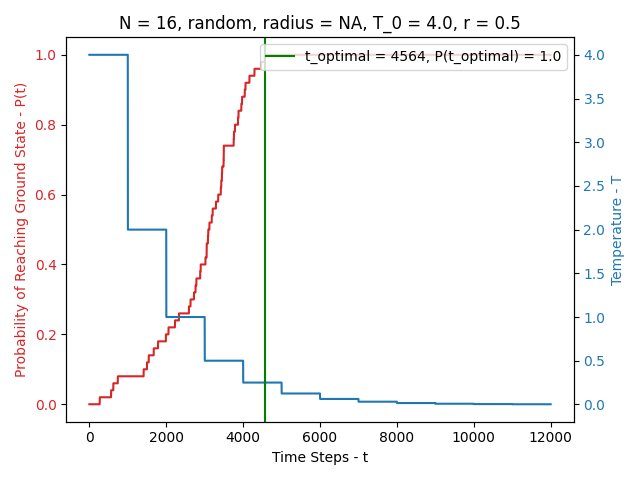 N = 16, random, radius = NA, T_0 = 4.0, r = 0.5
t_optimal = 4564, P(t_optimal) = 1.0
Probability of Reaching Ground State - P(t)
1.0
0.8
0.6
0.4
0.2
0.0
4.0
3.5
3.0
2.5
2.0
1.5
1.0
0.5
0.0
Temperature - T
0 2000 4000 6000 8000 10000 12000
Time Steps - t